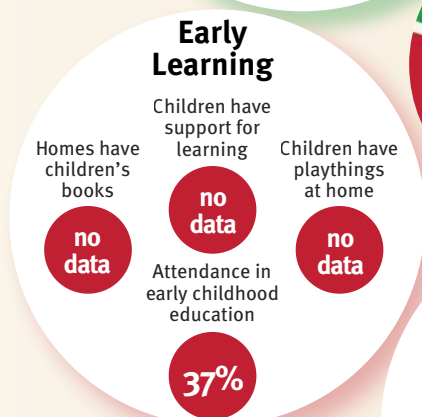 Early
Learning
Children have
support for
learning
no
data
Homes have
children’s
books
no
data
Children have
playthings
at home
no
data
Attendance in
early childhood
education
37%